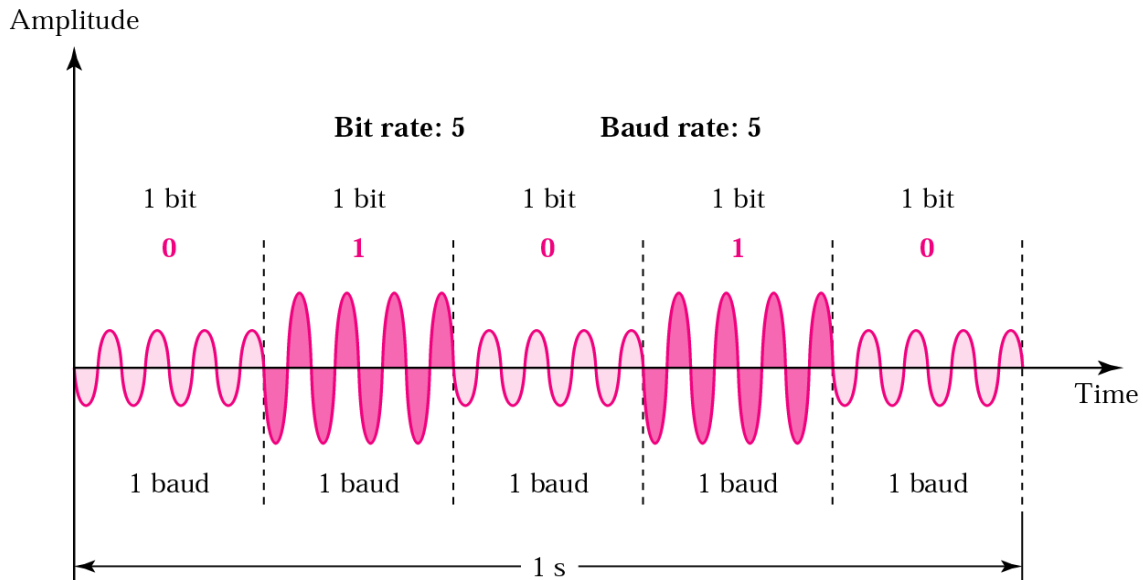 Amplitude
Bit rate: 5 Baud rate: 5
1 bit 1 bit 1 bit 1 bit 1 bit
0 1 0 1 0
Time
1 baud 1 baud 1 baud 1 baud 1 baud
1 s